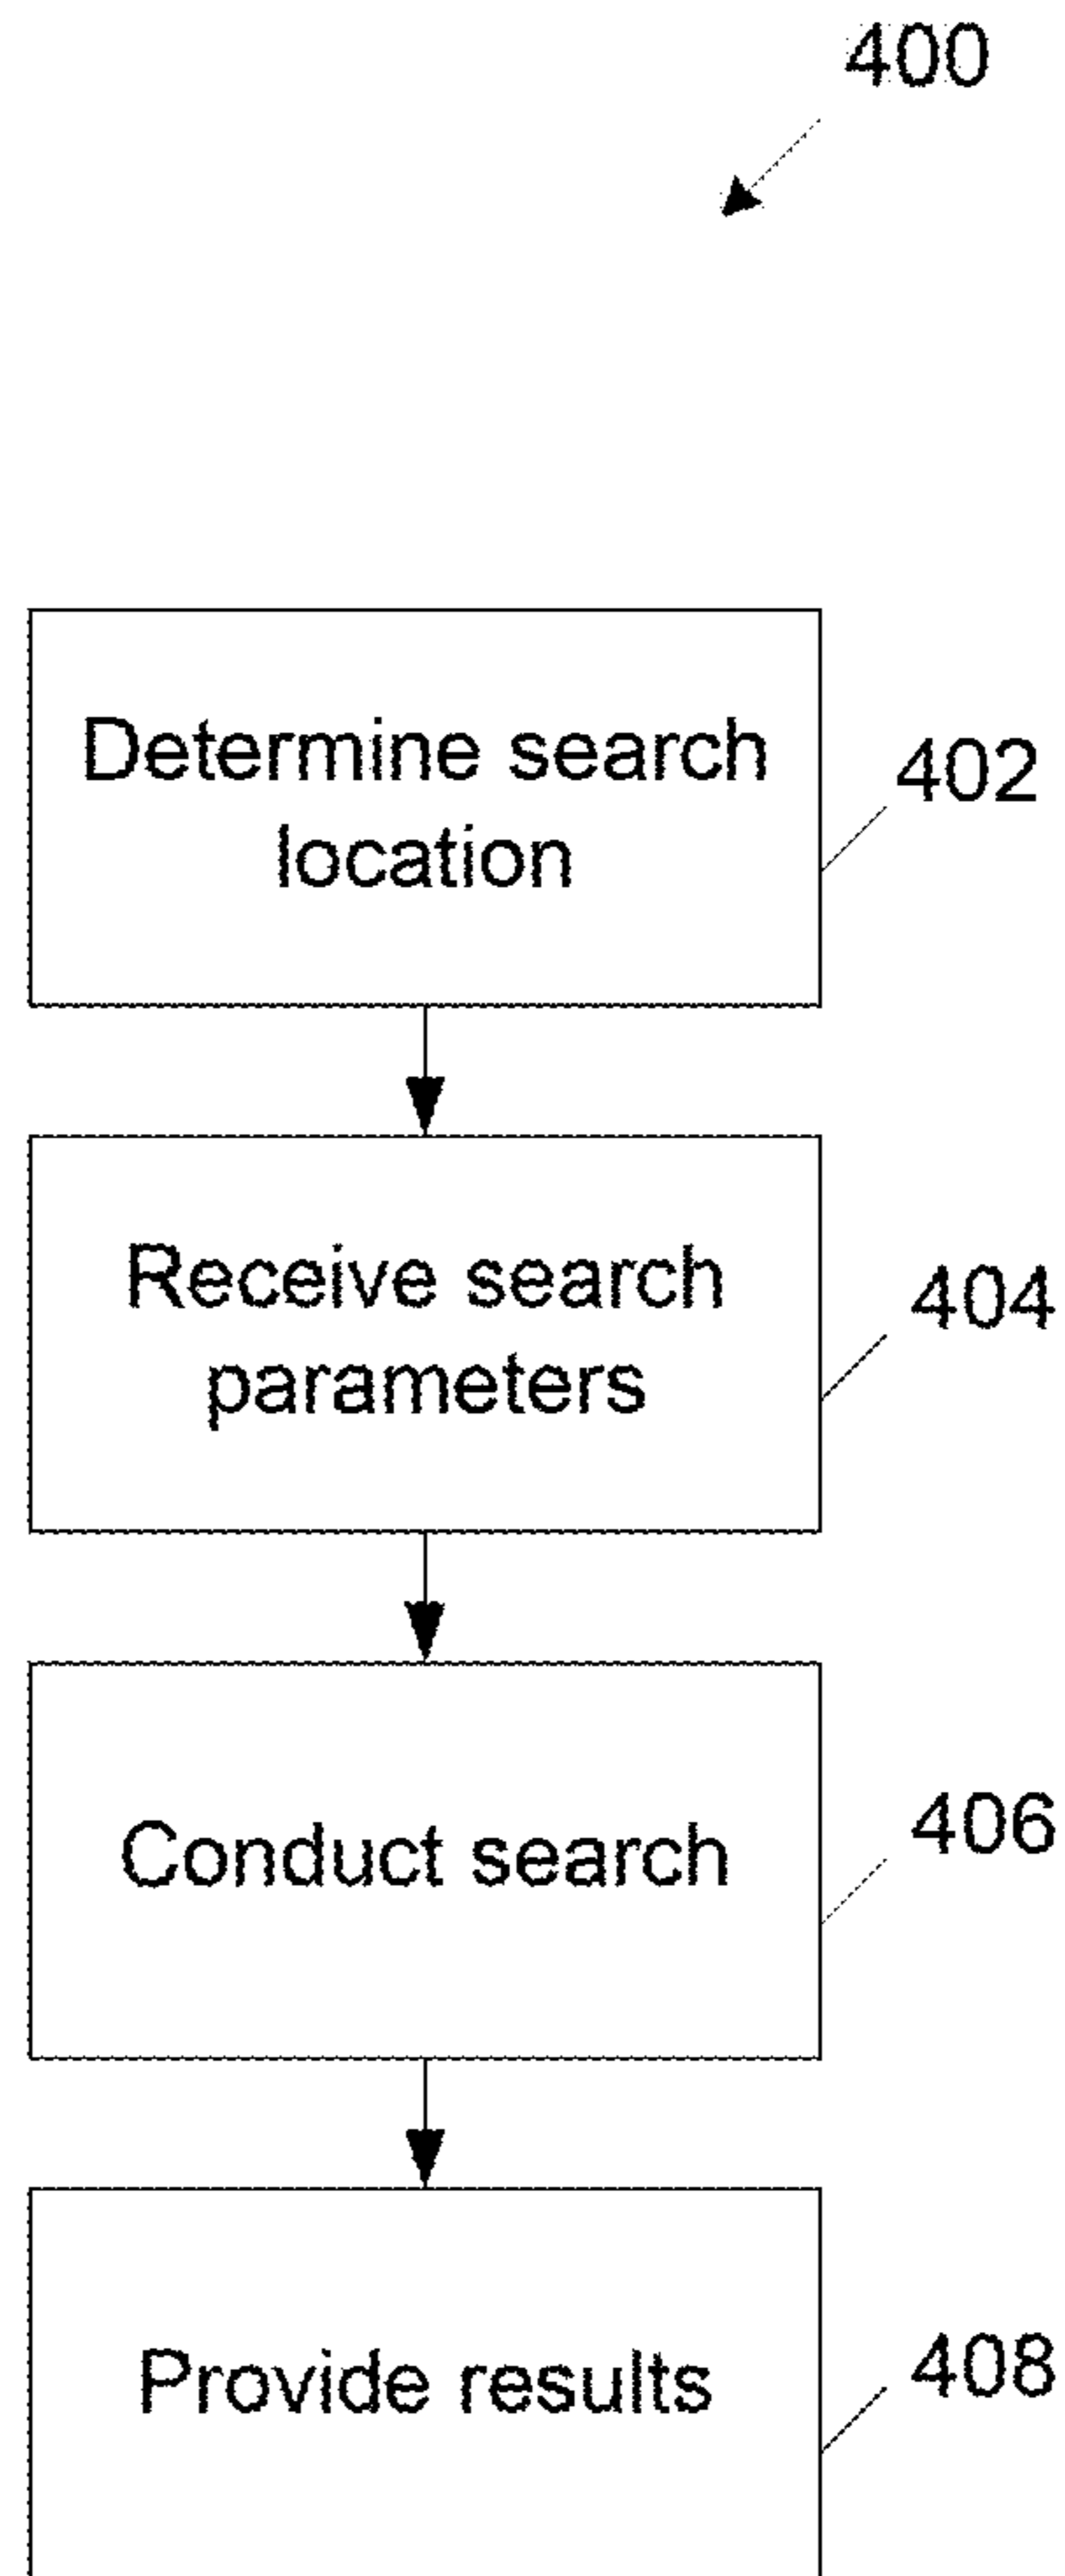 400
Determine search
location
402
Receive search
parameters
404
Conduct search
406
Provide results
408